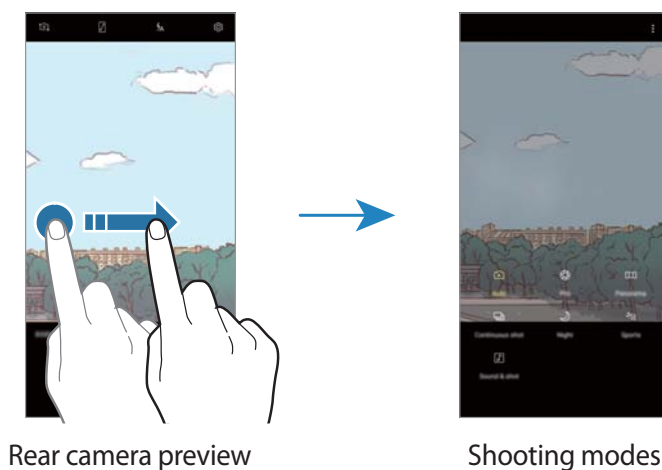 Auto
Pro
Panorama
Continuous shot
Night
Sports
Sound & shot
Rear camera preview
Shooting modes